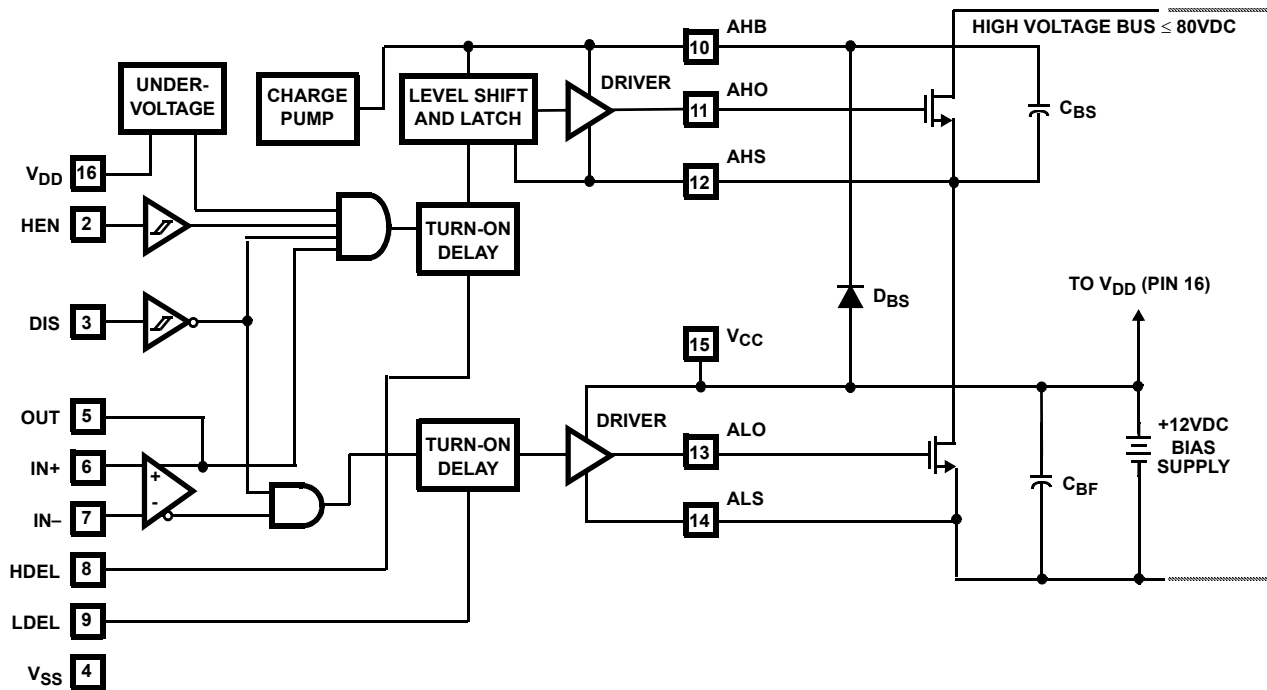 AHB
HIGH VOLTAGE BUS ≤ 80VDC
10
UNDER-
VOLTAGE
CHARGE
PUMP
LEVEL SHIFT
AND LATCH
DRIVER
AHO
11
CBS
AHS
12
VDD 16
HEN 2
TURN-ON
DELAY
DIS 3
DBS
TO VDD (PIN 16)
VCC
15
OUT 5
IN+ 6
IN– 7
+
-
TURN-ON
DELAY
DRIVER
ALO
13
ALS
14
CBF
+12VDC
BIAS
SUPPLY
HDEL 8
LDEL 9
VSS 4